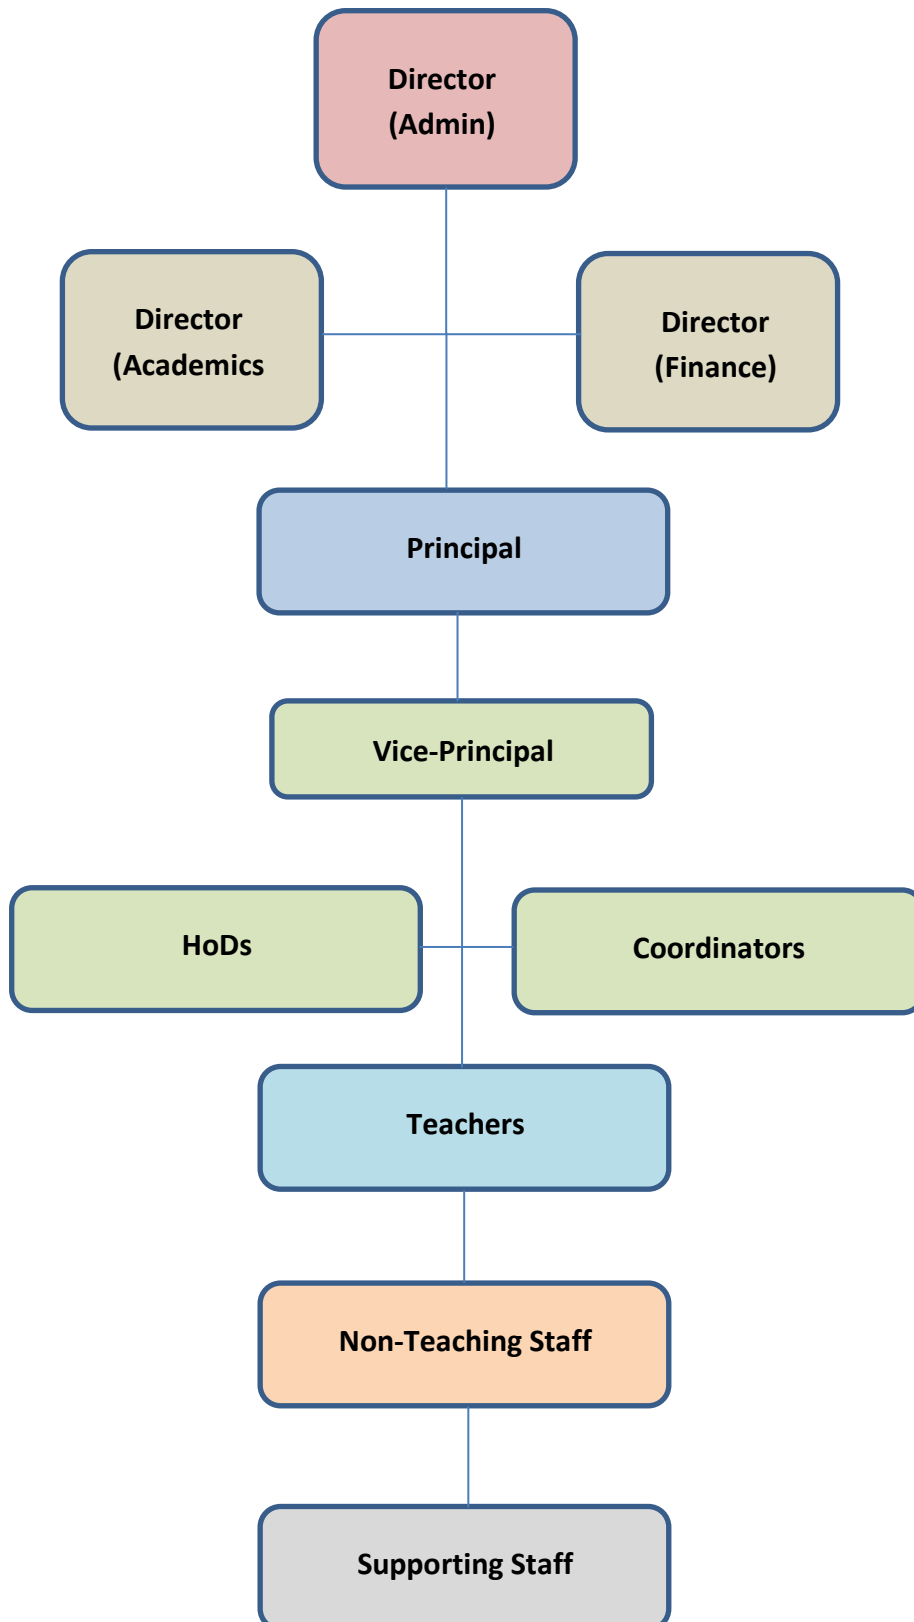 Director
(Admin)
Director
(Academics
Director
(Finance)
Principal
Vice-Principal
HoDs
Coordinators
Teachers
Non-Teaching Staff
Supporting Staff